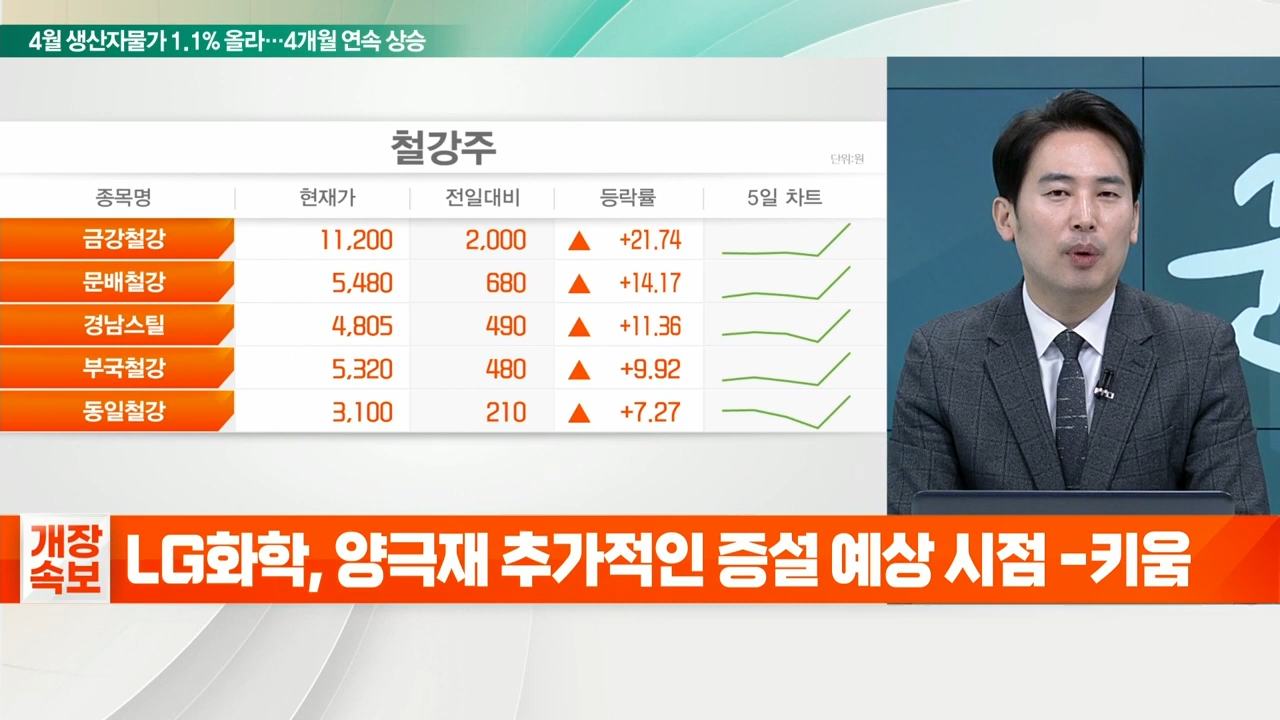 4월 생산자물가 1.1% 올라…4개월 연속 상승
철강주
단위:원
종목명 현재가 전일대비 등락률 5일 차트
금강철강 11,200 2,000 ▲ +21.74
문배철강 5,480 680 ▲ +14.17
경남스틸 4,805 490 ▲ +11.36
부국철강 5,320 480 ▲ +9.92
동일철강 3,100 210 ▲ +7.27
개장
속보
LG화학, 양극재 추가적인 증설 예상 시점 -키움